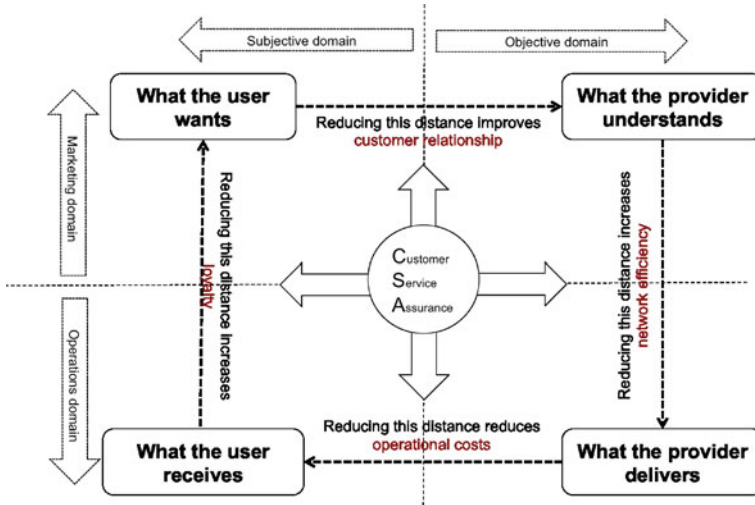 Subjective domain
Objective domain
What the user
wants
What the provider
understands
Reducing this distance improves
customer relationship
Marketing domain
Reducing this distance increases
loyalty
Customer
Service
Assurance
Reducing this distance increases
network efficiency
Operations domain
Reducing this distance reduces
operational costs
What the user
receives
What the provider
delivers